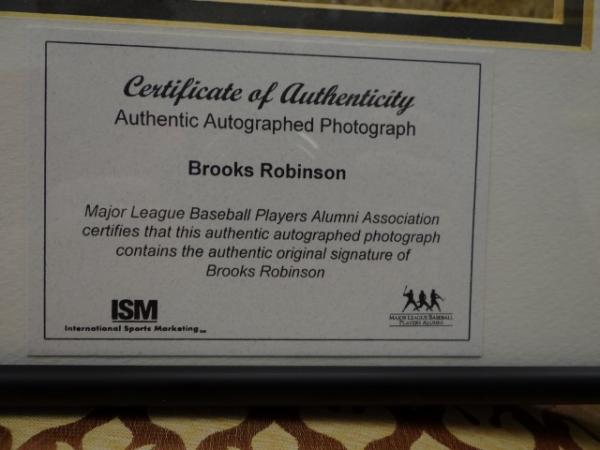 Certificate of Authenticity
Authentic Autographed Photograph
Brooks Robinson
Major League Baseball Players Alumni Association
certifies that this authentic autographed photograph
contains the authentic original signature of
Brooks Robinson
ISM
International Sports Marketing
MAJOR LEAGUE BASEBALL
PLAYERS ALUMNI